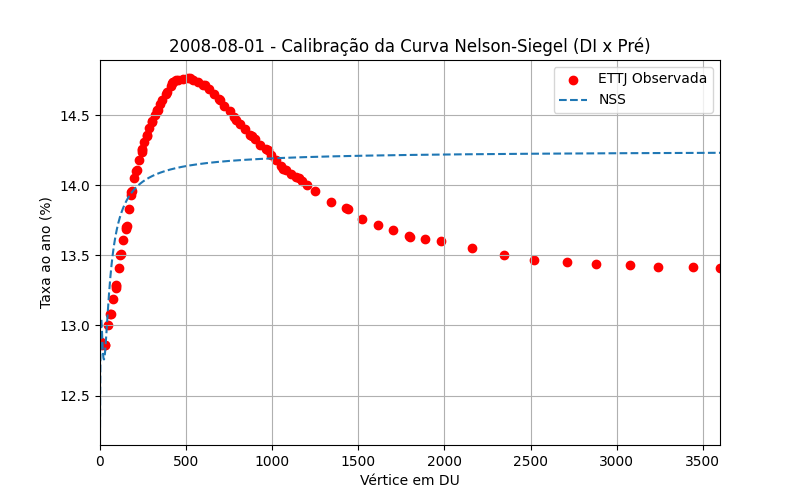 2008-08-01 - Calibração da Curva Nelson-Siegel (DI x Pré)
ETTJ Observada
NSS
Taxa ao ano (%)
14.5
14.0
13.5
13.0
12.5
0 500 1000 1500 2000 2500 3000 3500
Vértice em DU